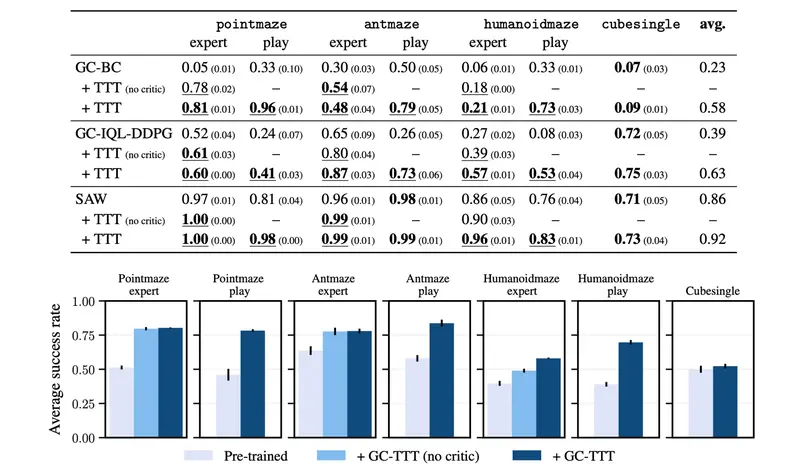 pointmaze antmaze humanoidmaze cubesingle avg.
expert play expert play expert play
GC-BC 0.05 (0.01) 0.33 (0.10) 0.30 (0.03) 0.50 (0.05) 0.06 (0.01) 0.33 (0.01) 0.07 (0.03) 0.23
+ TTT (no critic) 0.78 (0.02) – 0.54 (0.07) – 0.18 (0.00) –
+ TTT 0.81 (0.01) 0.96 (0.01) 0.48 (0.04) 0.79 (0.05) 0.21 (0.01) 0.73 (0.03) 0.09 (0.01) 0.58
GC-IQL-DDPG 0.52 (0.04) 0.24 (0.07) 0.65 (0.09) 0.26 (0.05) 0.27 (0.02) 0.08 (0.03) 0.72 (0.05) 0.39
+ TTT (no critic) 0.61 (0.03) – 0.80 (0.04) – 0.39 (0.03) –
+ TTT 0.60 (0.00) 0.41 (0.03) 0.87 (0.03) 0.73 (0.06) 0.57 (0.01) 0.53 (0.04) 0.75 (0.03) 0.63
SAW 0.97 (0.01) 0.81 (0.04) 0.96 (0.01) 0.98 (0.01) 0.86 (0.05) 0.76 (0.04) 0.71 (0.05) 0.86
+ TTT (no critic) 1.00 (0.00) – 0.99 (0.01) – 0.90 (0.03) – – –
+ TTT 1.00 (0.00) 0.98 (0.00) 0.99 (0.01) 0.99 (0.01) 0.96 (0.01) 0.83 (0.01) 0.73 (0.04) 0.92
Pointmaze expert
Pointmaze play
Antmaze expert
Antmaze play
Humanoidmaze expert
Humanoidmaze play
Cubesingle
Average success rate
1.00
0.75
0.50
0.25
0.00
Pre-trained + GC-TTT (no critic) + GC-TTT